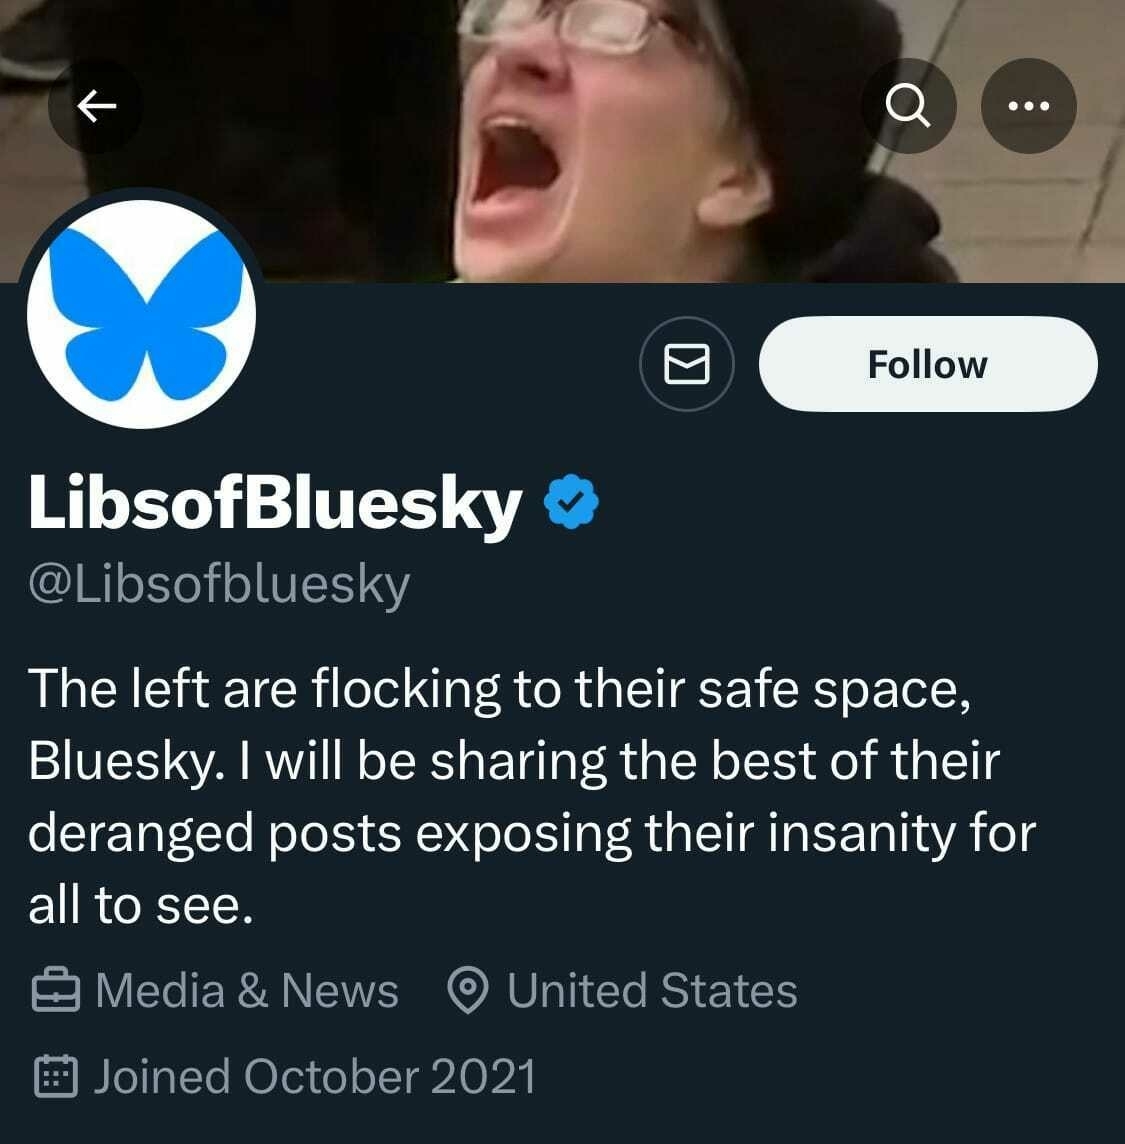 Follow
LibsofBluesky
@Libsofbluesky
The left are flocking to their safe space,
Bluesky. I will be sharing the best of their
deranged posts exposing their insanity for
all to see.
Media & News United States
Joined October 2021